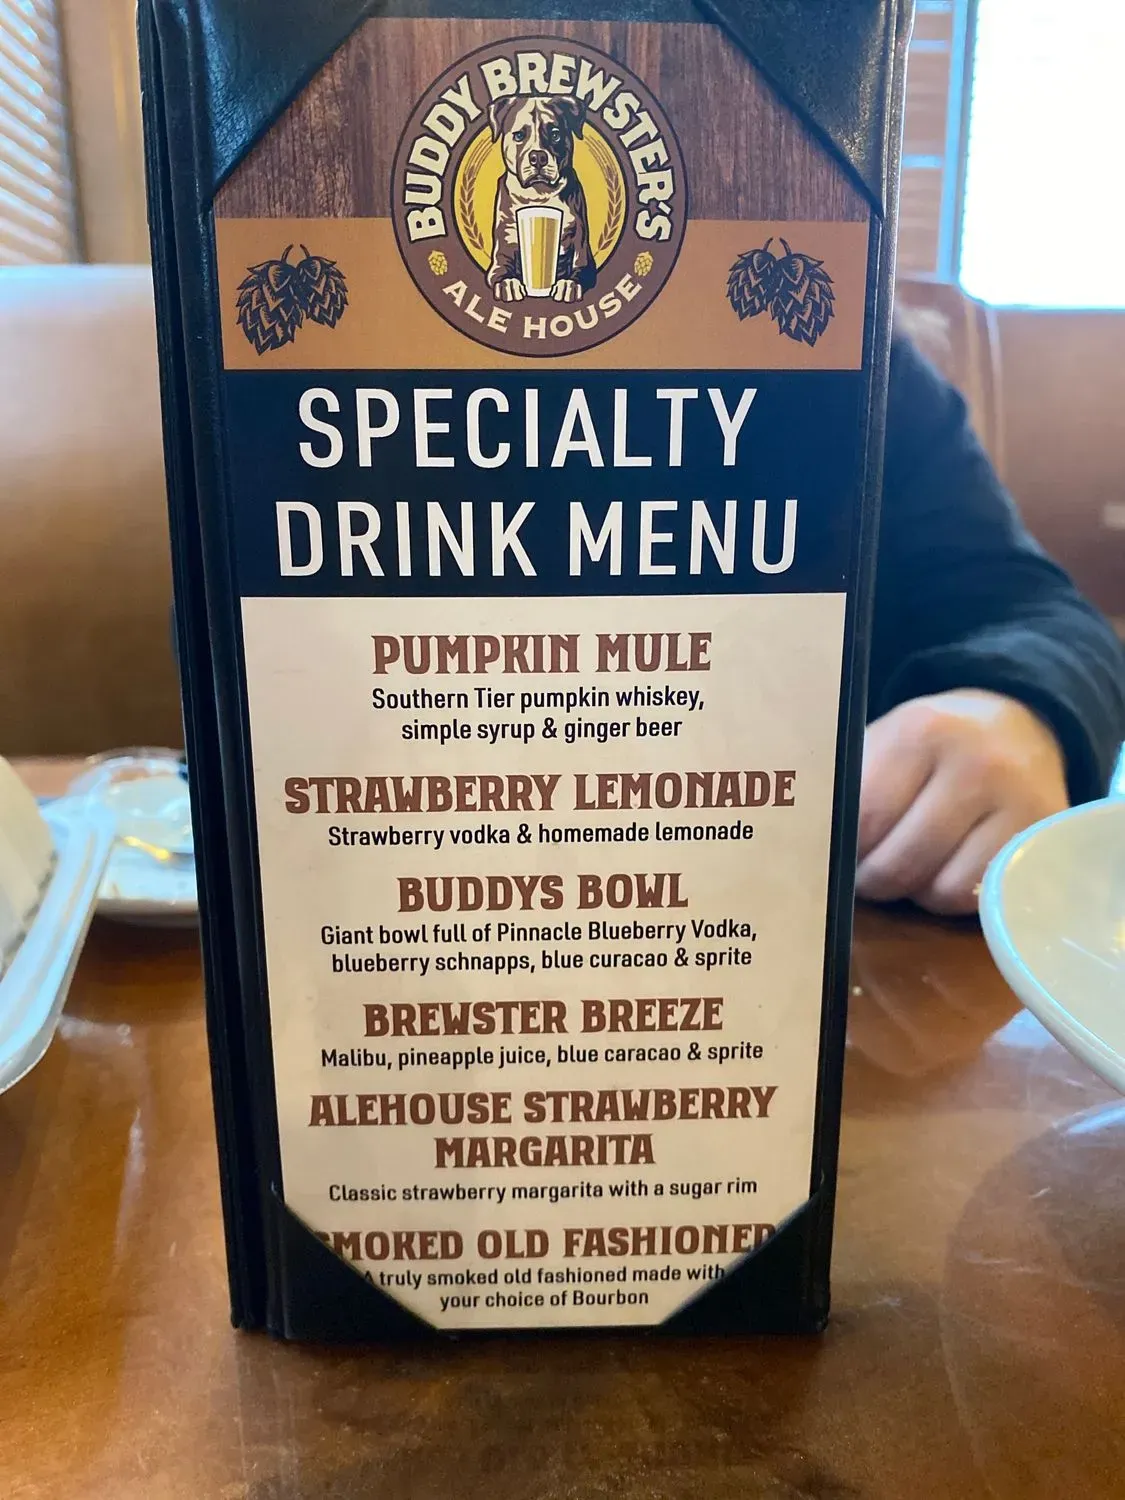 BUDDY BREWSTER'S
ALE HOUSE
SPECIALTY
DRINK MENU
PUMPKIN MULE
Southern Tier pumpkin whiskey,
simple syrup & ginger beer
STRAWBERRY LEMONADE
Strawberry vodka & homemade lemonade
BUDDYS BOWL
Giant bowl full of Pinnacle Blueberry Vodka,
blueberry schnapps, blue curacao & sprite
BREWSTER BREEZE
Malibu, pineapple juice, blue caracao & sprite
ALEHOUSE STRAWBERRY
MARGARITA
Classic strawberry margarita with a sugar rim
SMOKED OLD FASHIONED
A truly smoked old fashioned made with
your choice of Bourbon